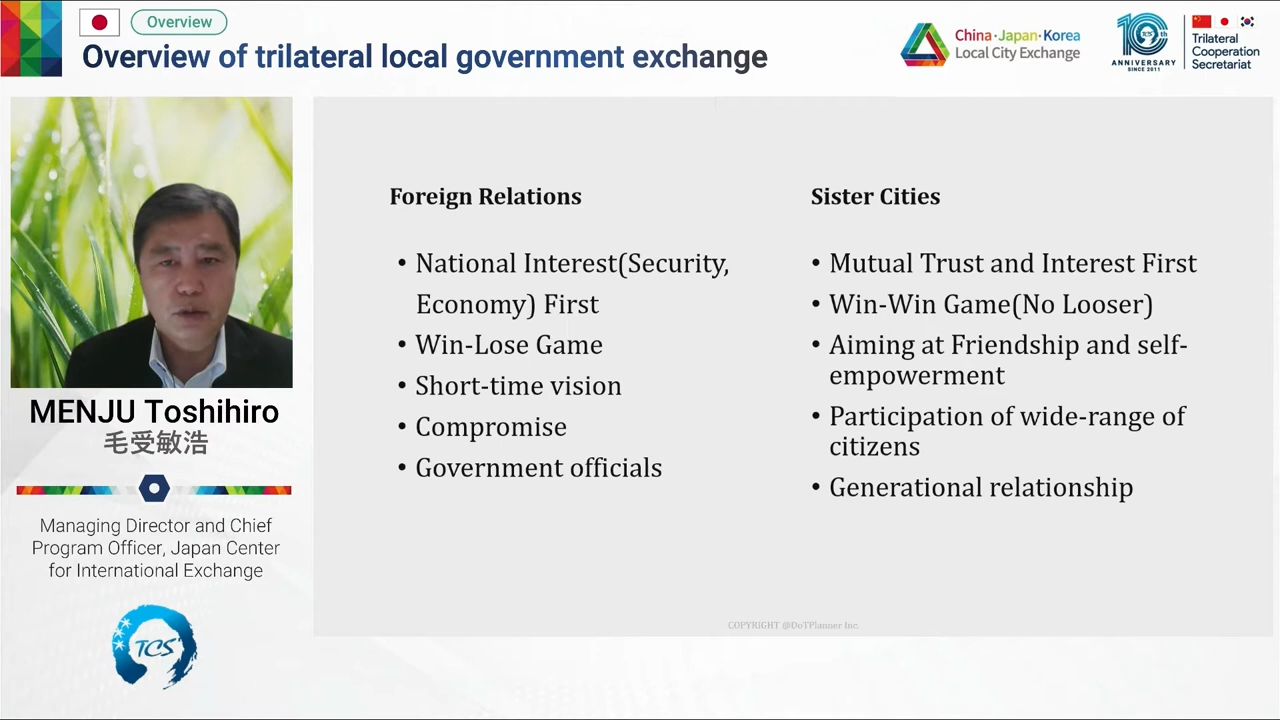 Overview
Overview of trilateral local government exchange
China·Japan·Korea
Local City Exchange
10th
TCS
ANNIVERSARY
SINCE 2011
Trilateral
Cooperation
Secretariat
MENJU Toshihiro
毛受敏浩
Managing Director and Chief
Program Officer, Japan Center
for International Exchange
TCS
Foreign Relations
• National Interest(Security,
Economy) First
• Win-Lose Game
• Short-time vision
• Compromise
• Government officials
Sister Cities
• Mutual Trust and Interest First
• Win-Win Game(No Looser)
• Aiming at Friendship and self-
empowerment
• Participation of wide-range of
citizens
• Generational relationship
COPYRIGHT @DoTPlanner Inc.